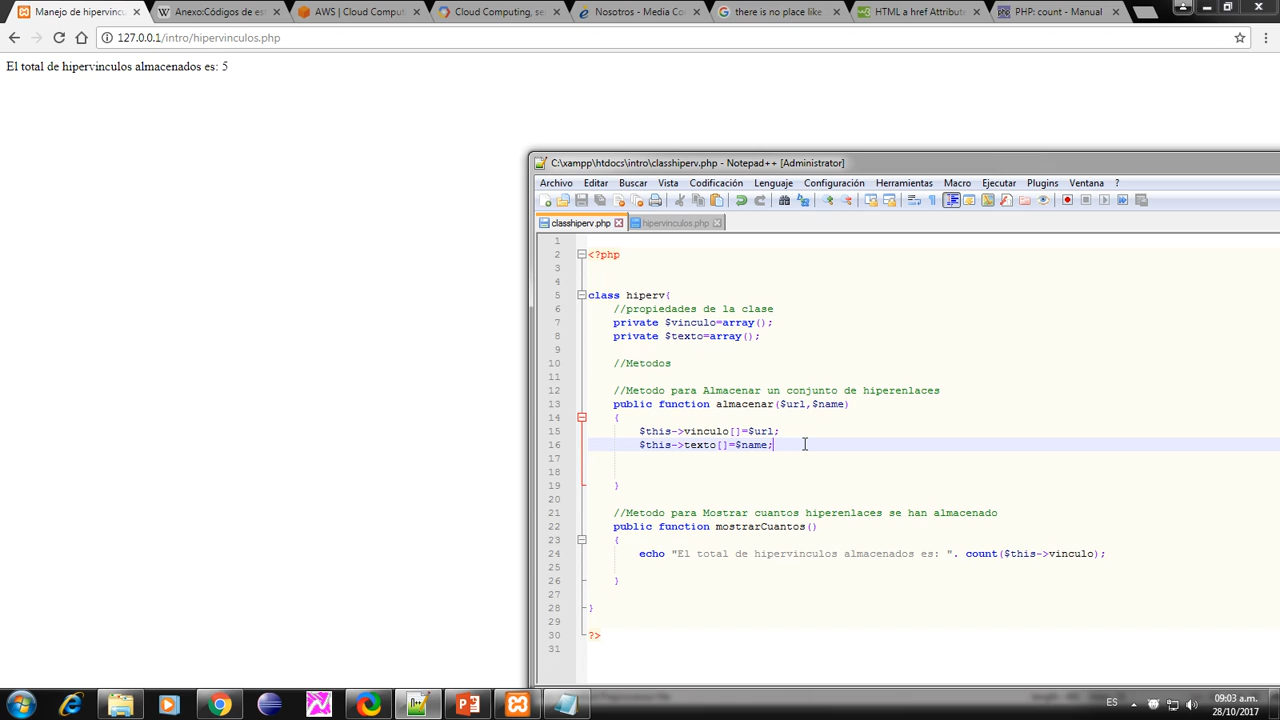 Manejo de hipervinculos
Anexo:Códigos de es
AWS | Cloud Comput
Cloud Computing, se
Nosotros - Media Co
there is no place like
HTML a href Attribute
PHP: count - Manual
127.0.0.1/intro/hipervinculos.php
El total de hipervinculos almacenados es: 5
C:\xampp\htdocs\intro\classhiperv.php - Notepad++ [Administrator]
Archivo Editar Buscar Vista Codificación Lenguaje Configuración Herramientas Macro Ejecutar Plugins Ventana ?
classhiperv.php hipervinculos.php
1
2 <?php
3
4
5 class hiperv{
6 //propiedades de la clase
7 private $vinculo=array();
8 private $texto=array();
9
10 //Metodos
11
12 //Metodo para Almacenar un conjunto de hiperenlaces
13 public function almacenar($url,$name)
14 {
15 $this->vinculo[]=$url;
16 $this->texto[]=$name;
17
18
19 }
20
21 //Metodo para Mostrar cuantos hiperenlaces se han almacenado
22 public function mostrarCuantos()
23 {
24 echo "El total de hipervinculos almacenados es: ". count($this->vinculo);
25
26 }
27
28 }
29
30 ?>
31
ES
09:03 a.m.
28/10/2017